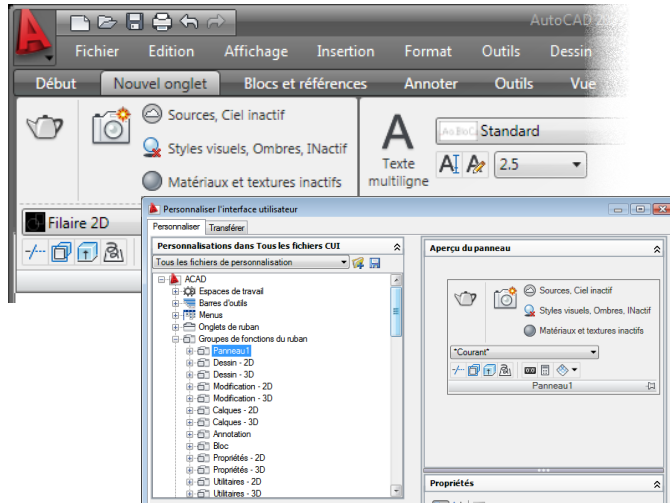 AutoCAD 2
Fichier Edition Affichage Insertion Format Outils Dessin
Début Nouvel onglet Blocs et références Annoter Outils Vue
Sources, Ciel inactif
Styles visuels, Ombres, INactif
Matériaux et textures inactifs
Filaire 2D
A
Texte
multiligne
Standard
2.5
Personnaliser l'interface utilisateur
Personnaliser Transférer
Personnalisations dans Tous les fichiers CUI
Tous les fichiers de personnalisation
ACAD
Espaces de travail
Barres d'outils
Menus
Onglets de ruban
Groupes de fonctions du ruban
Panneau1
Dessin - 2D
Dessin - 3D
Modification - 2D
Modification - 3D
Calques - 2D
Calques - 3D
Annotation
Bloc
Propriétés - 2D
Propriétés - 3D
Utilitaires - 2D
Utilitaires - 3D
Aperçu du panneau
Sources, Ciel inactif
Styles visuels, Ombres, INactif
Matériaux et textures inactifs
"Courant"
Panneau1
Propriétés